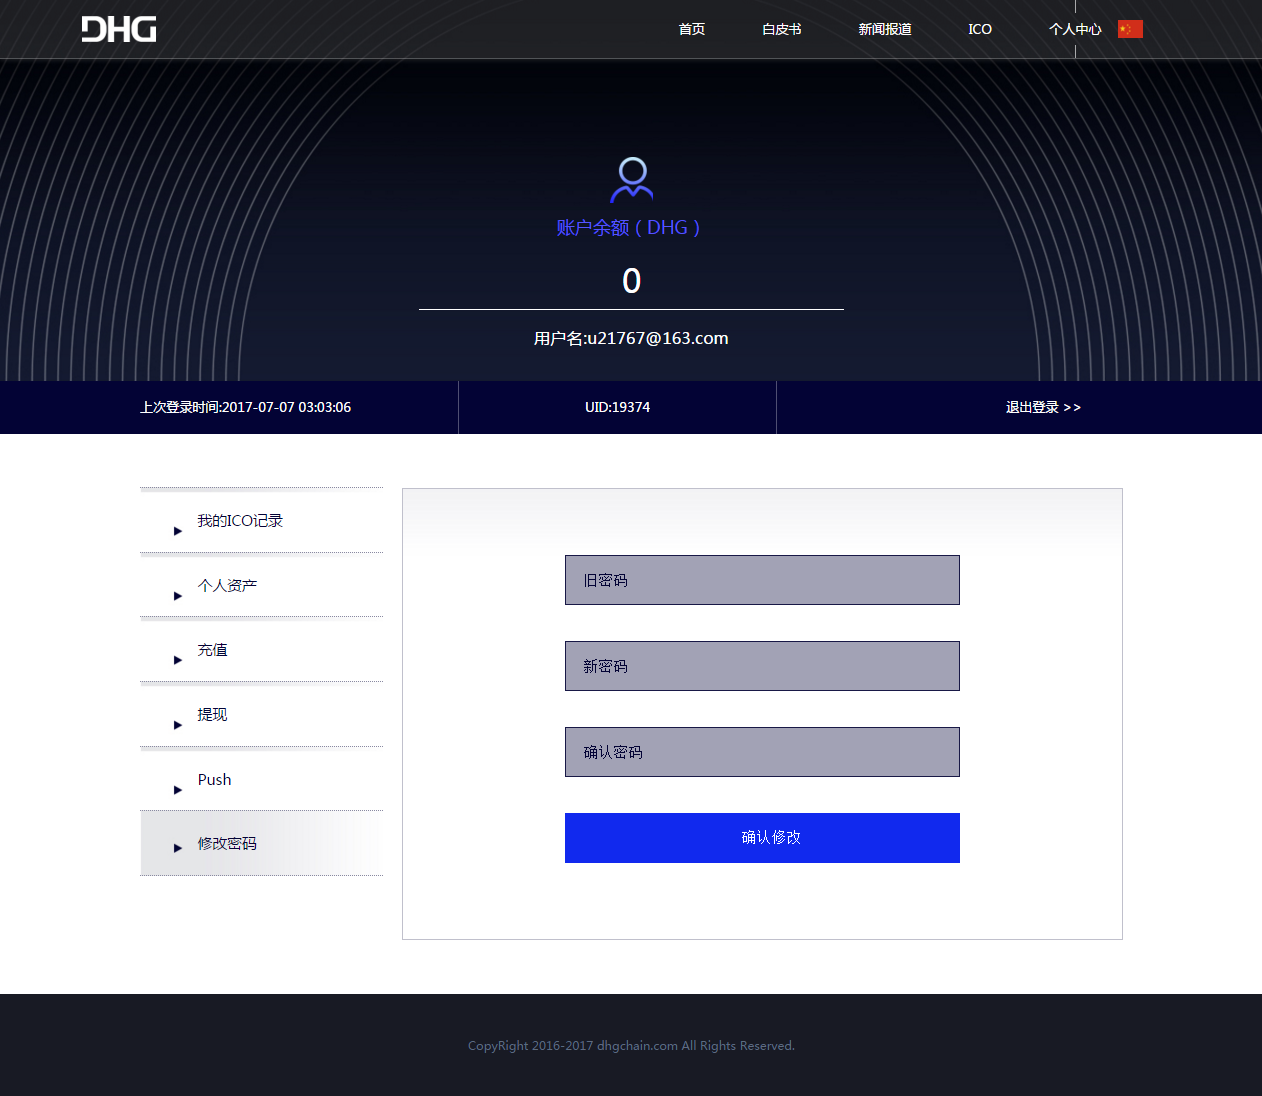 DHG
首页 白皮书 新闻报道 ICO 个人中心
账户余额 ( DHG )
0
用户名:u21767@163.com
上次登录时间:2017-07-07 03:03:06 UID:19374 退出登录 >>
我的ICO记录
个人资产
充值
提现
Push
修改密码
旧密码
新密码
确认密码
确认修改
CopyRight 2016-2017 dhgchain.com All Rights Reserved.